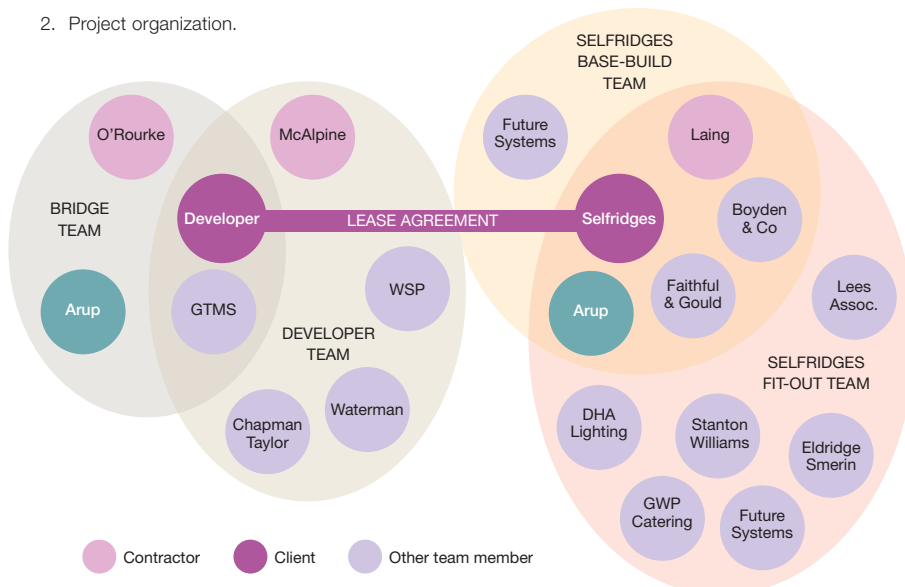 2. Project organization.
SELFRIDGES
BASE-BUILD
TEAM
O'Rourke
McAlpine
Future
Systems
Laing
BRIDGE
TEAM
Developer
LEASE AGREEMENT
Selfridges
Boyden
& Co
Arup
GTMS
WSP
Arup
Faithful
& Gould
Lees
Assoc.
DEVELOPER
TEAM
SELFRIDGES
FIT-OUT TEAM
Chapman
Taylor
Waterman
DHA
Lighting
Stanton
Williams
Eldridge
Smerin
GWP
Catering
Future
Systems
Contractor
Client
Other team member